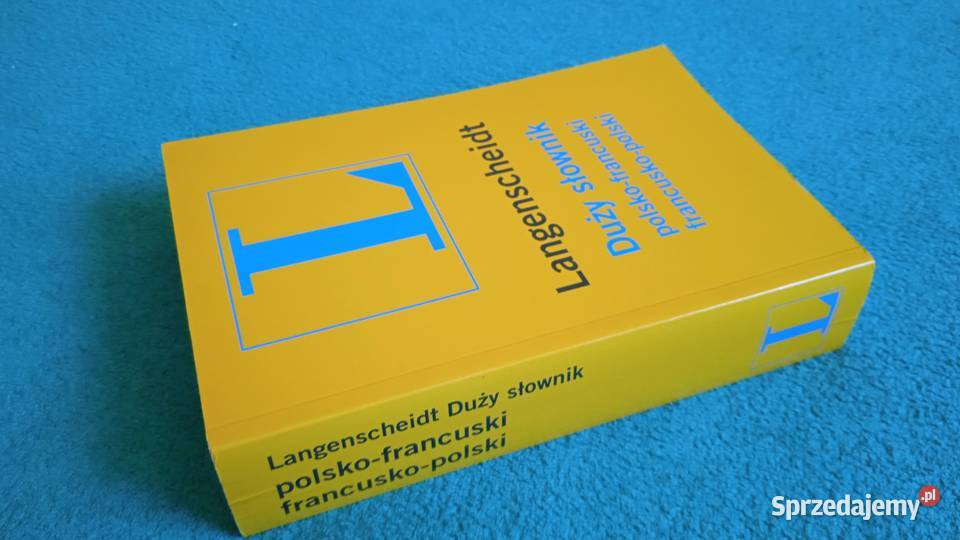 L
Langenscheidt
Duży słownik
polsko-francuski
francusko-polski
Langenscheidt Duży słownik
polsko-francuski
francusko-polski
L
Sprzedajemy.pl